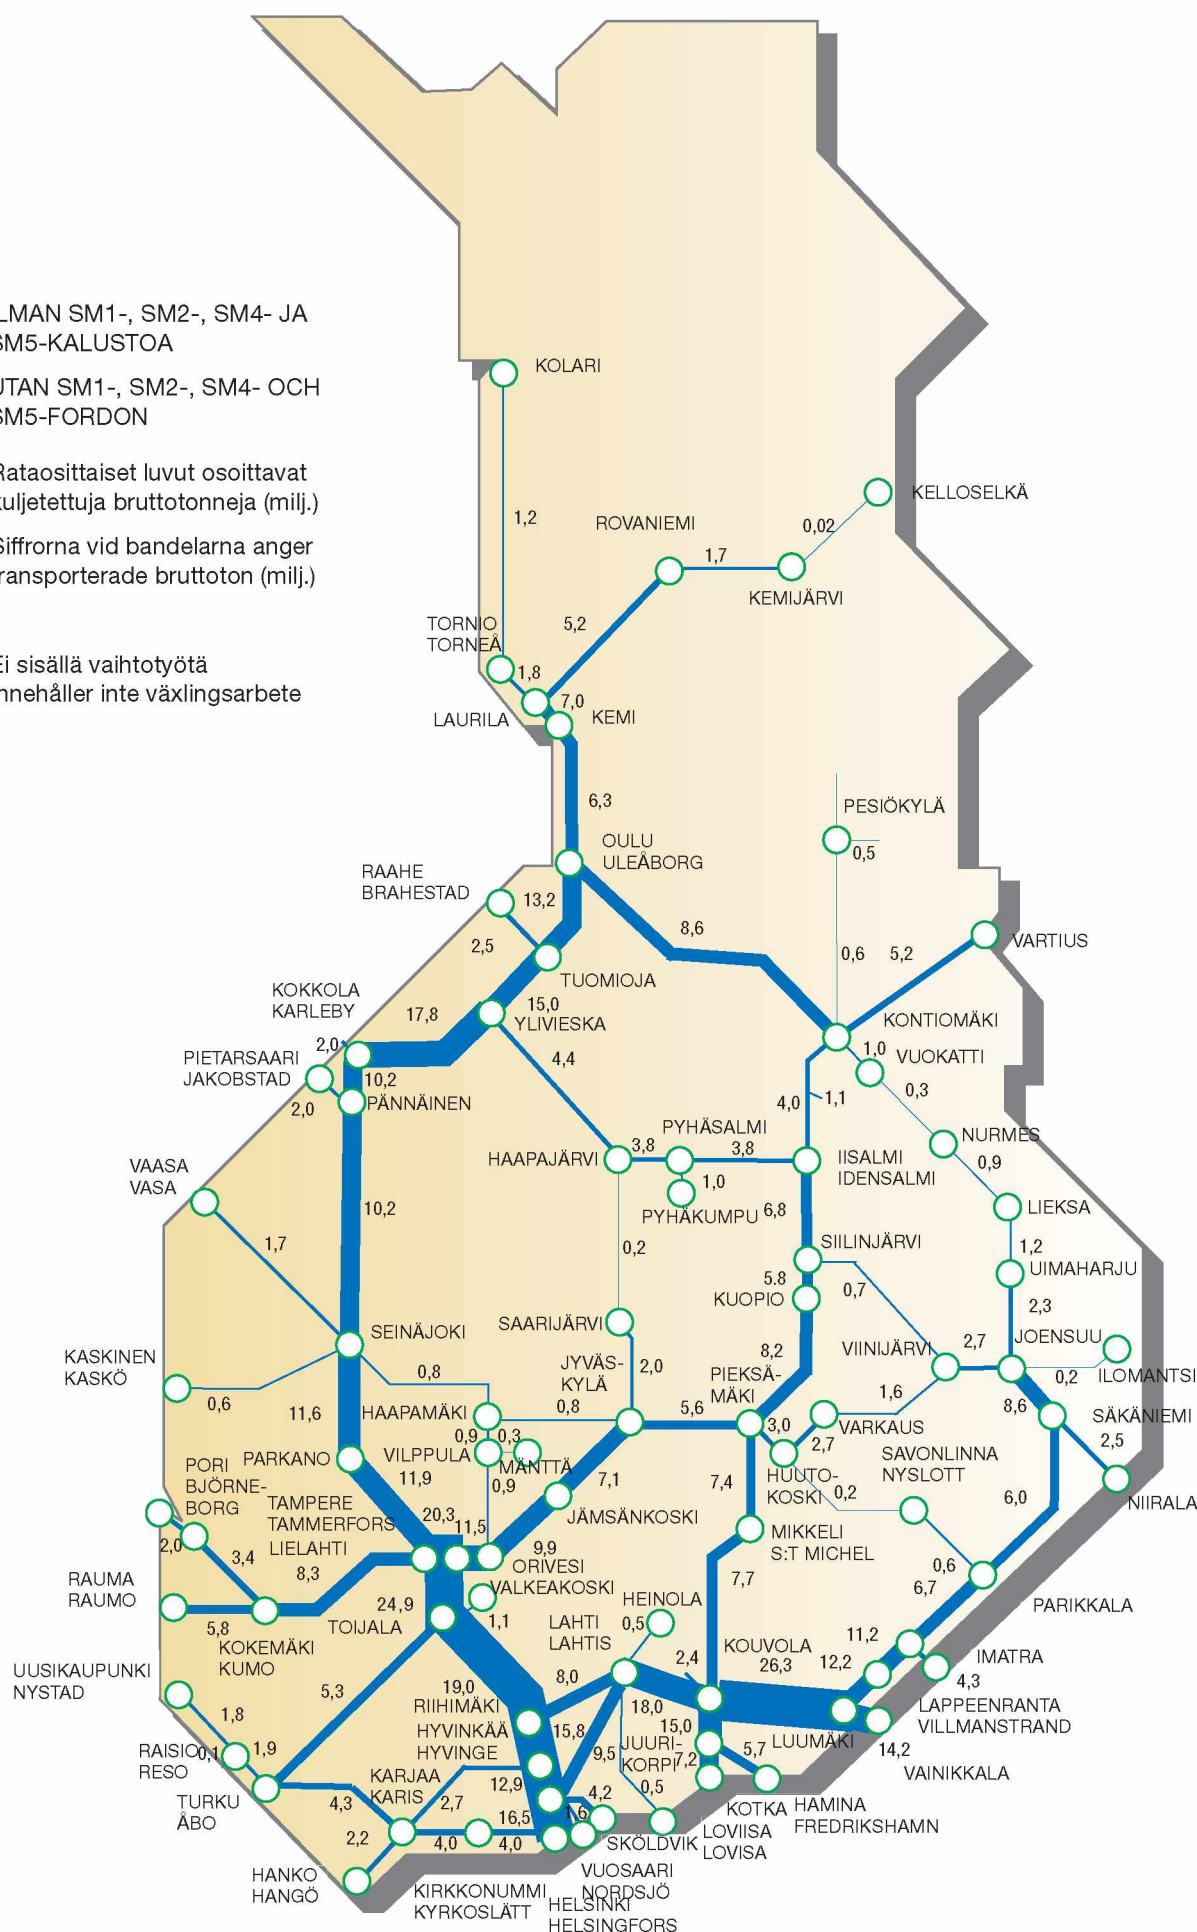 ILMAN SM1-, SM2-, SM4- JA
SM5-KALUSTOA
UTAN SM1-, SM2-, SM4- OCH
SM5-FORDON
Rataosittaiset luvut osoittavat
kuljetettuja bruttotonneja (milj.)
Siffrorna vid bandelarna anger
transporterade bruttoton (milj.)
Ei sisällä vaihtotyötä
innehåller inte växlingsarbete
KOLARI
KELLOSELKÄ
1,2
0,02
ROVANIEMI
1,7
KEMIJÄRVI
5,2
TORNIO
TORNEÅ
1,8
7,0
LAURILA
KEMI
6,3
PESIÖKYLÄ
0,5
OULU
ULEÅBORG
RAAHE
BRAHESTAD
13,2
8,6
2,5
VARTIUS
0,6
5,2
TUOMIOJA
KOKKOLA
KARLEBY
17,8
15,0
YLIVIESKA
KONTIOMÄKI
2,0
1,0
VUOKATTI
PIETARSAARI
JAKOBSTAD
10,2
4,4
0,3
2,0
PÄNNÄINEN
4,0
1,1
PYHÄSALMI
NURMES
3,8
3,8
HAAPAJÄRVI
IISALMI
IDENSALMI
0,9
VAASA
VASA
1,0
PYHÄKUMPU
6,8
LIEKSA
10,2
1,7
0,2
SIILINJÄRVI
1,2
UIMAHARJU
5.8
KUOPIO
0,7
2,3
SEINÄJOKI
SAARIJÄRVI
JOENSUU
VIINIJÄRVI
2,7
KASKINEN
KASKÖ
0,8
JYVÄS-
KYLÄ
2,0
8,2
PIEKSÄ-
MÄKI
0,2
ILOMANTSI
0,6
1,6
11,6
HAAPAMÄKI
0,8
5,6
3,0
VARKAUS
8,6
SÄKÄNIEMI
0,9
0,3
2,7
2,5
PARKANO
VILPPULA
MÄNTTÄ
SAVONLINNA
NYSLOTT
PORI
BJÖRNE-
BORG
11,9
0,9
7,1
7,4
HUUTO-
KOSKI
0,2
6,0
NIIRALA
TAMPERE
TAMMERFORS
20,3
11,5
JÄMSÄNKOSKI
MIKKELI
S:T MICHEL
2,0
3,4
LIELAHTI
9,9
ORIVESI
8,3
VALKEAKOSKI
7,7
0,6
6,7
RAUMA
RAUMO
5,8
24,9
TOIJALA
1,1
HEINOLA
PARIKKALA
KOKEMÄKI
KUMO
LAHTI
LAHTIS
0,5
KOUVOLA
26,3
11,2
12,2
IMATRA
4,3
UUSIKAUPUNKI
NYSTAD
5,3
19,0
8,0
2,4
LAPPEENRANTA
VILLMANSTRAND
RIIHIMÄKI
18,0
1,8
HYVINKÄÄ
HYVINGE
15,8
15,0
LUUMÄKI
14,2
VAINIKKALA
RAISIO
RESO
0,1
1,9
9,5
JUURI-
KORPI
7,2
5,7
KARJAA
KARIS
12,9
TURKU
ÅBO
4,3
2,7
4,2
0,5
KOTKA
HAMINA
FREDRIKSHAMN
16,5
1,6
2,2
4,0
4,0
SKÖLDVIK
LOVIISA
LOVISA
HANKO
HANGÖ
KIRKKONUMMI
KYRKOSLÄTT
VUOSAARI
NORDSJÖ
HELSINKI
HELSINGFORS